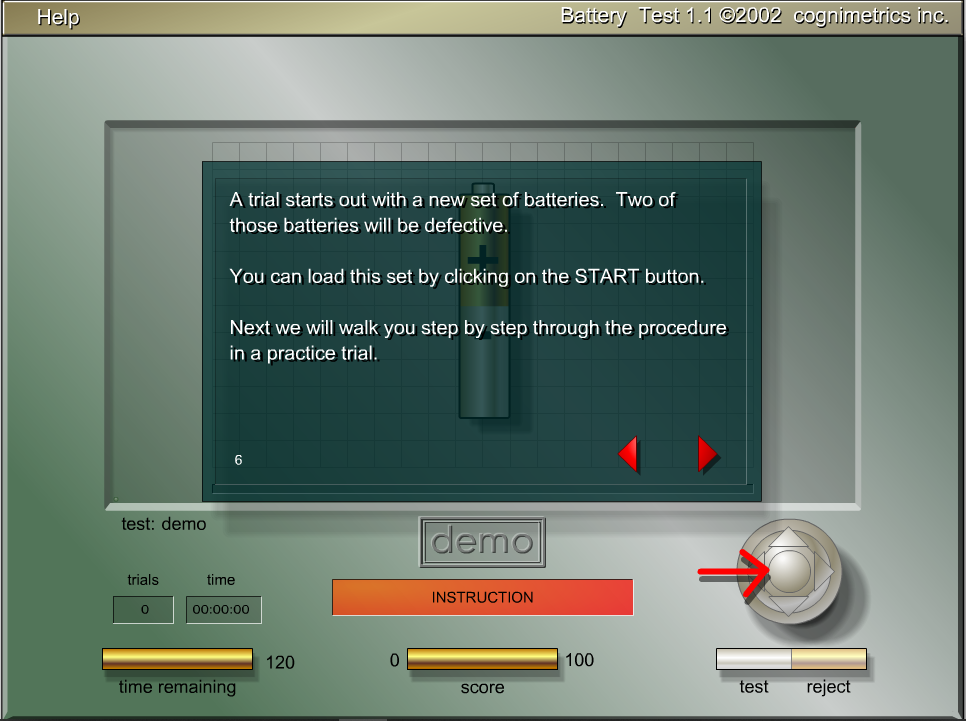 Help
Battery Test 1.1 ©2002 cognimetrics inc.
A trial starts out with a new set of batteries. Two of
those batteries will be defective.
You can load this set by clicking on the START button.
Next we will walk you step by step through the procedure
in a practice trial.
6
test: demo
demo
trials
time
0
00:00:00
INSTRUCTION
120
time remaining
0
100
score
test
reject